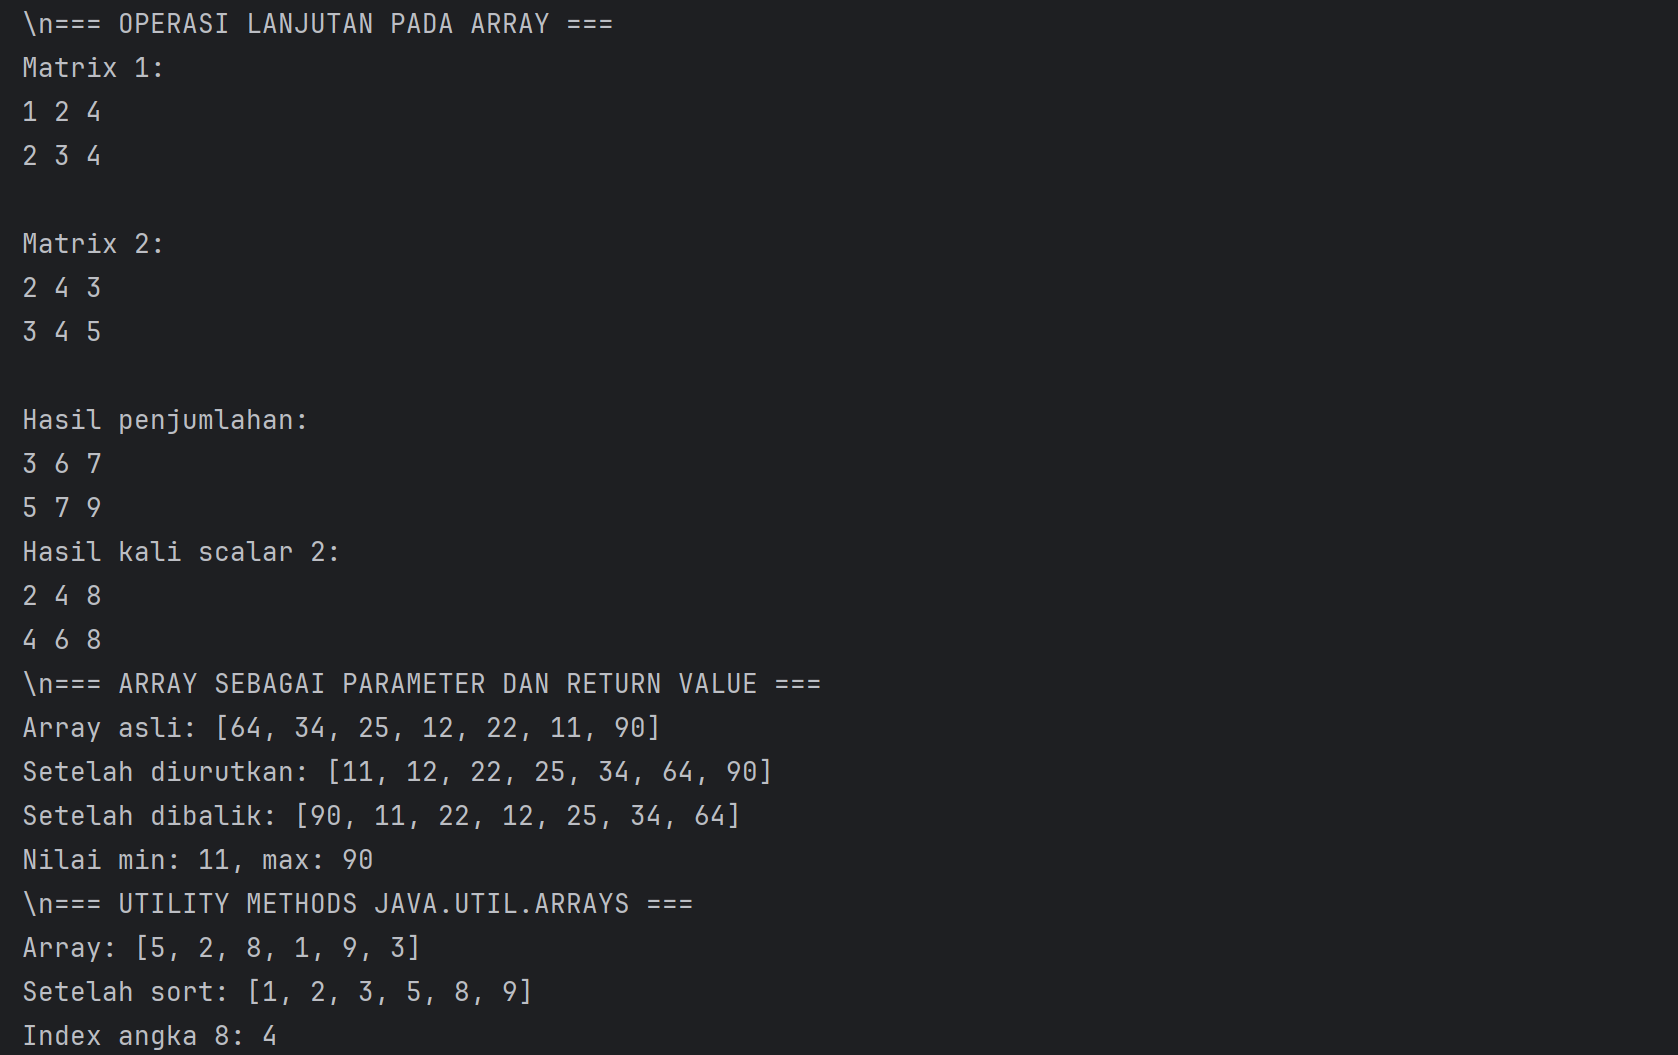 \n=== OPERASI LANJUTAN PADA ARRAY ===
Matrix 1:
1 2 4
2 3 4
Matrix 2:
2 4 3
3 4 5
Hasil penjumlahan:
3 6 7
5 7 9
Hasil kali scalar 2:
2 4 8
4 6 8
\n=== ARRAY SEBAGAI PARAMETER DAN RETURN VALUE ===
Array asli: [64, 34, 25, 12, 22, 11, 90]
Setelah diurutkan: [11, 12, 22, 25, 34, 64, 90]
Setelah dibalik: [90, 11, 22, 12, 25, 34, 64]
Nilai min: 11, max: 90
\n=== UTILITY METHODS JAVA.UTIL.ARRAYS ===
Array: [5, 2, 8, 1, 9, 3]
Setelah sort: [1, 2, 3, 5, 8, 9]
Index angka 8: 4